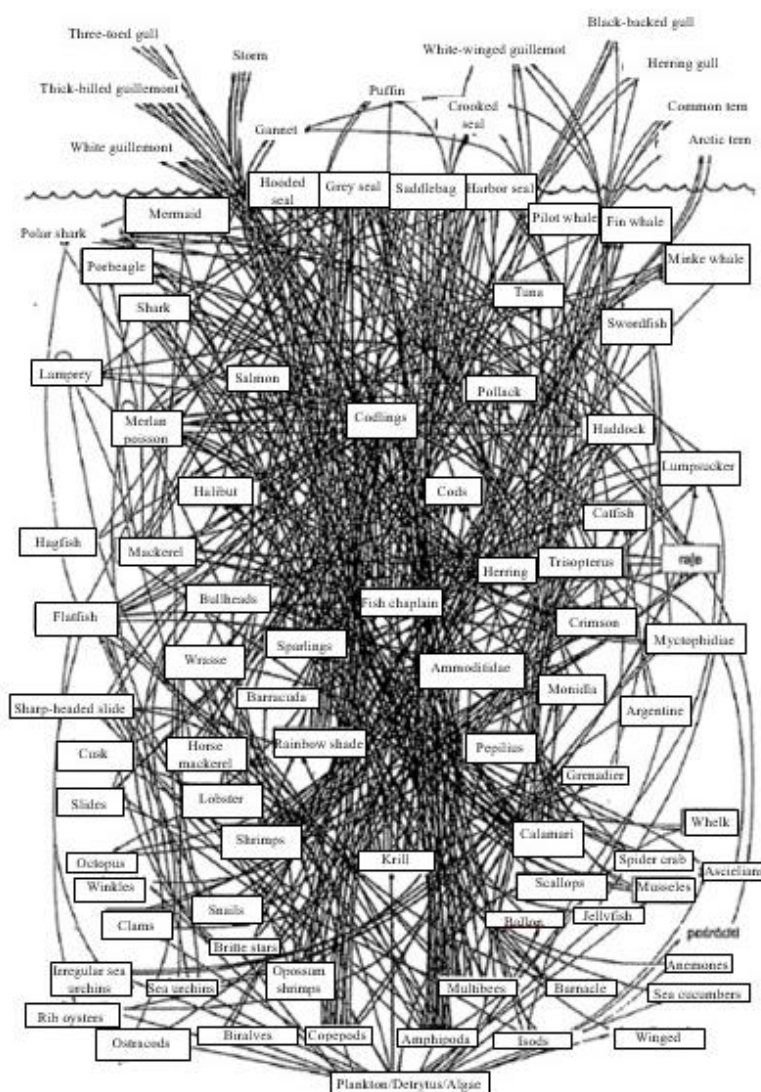 Black-backed gull
Three-toed gull
White-winged guillemot
Storm
Herring gull
Thick-billed guillemont
Puffin
Crooked
seal
Common tern
Gannet
White guillemont
Arctic tern
Hooded
seal
Grey seal
Saddlebag
Harbor seal
Mermaid
Pilot whale
Fin whale
Polar shark
Porbeagle
Minke whale
Tuna
Shark
Swordfish
Lamprey
Salmon
Pollack
Codlings
Merlan
poisson
Haddock
Lumpsucker
Halibut
Cods
Catfish
Hagfish
Mackerel
Herring
Trisopterus
raje
Bullheads
Fish chaplain
Flatfish
Crimson
Sparlings
Myctophidiae
Wrasse
Ammoditidae
Monidia
Barracuda
Sharp-headed slide
Argentine
Cusk
Horse
mackerel
Rainbow shade
Pepilius
Grenadier
Slides
Lobster
Whelk
Shrimps
Calamari
Krill
Spider crab
Octopus
Ascielians
Winkles
Scallops
Musseles
Snails
Clams
Ballon
Jellyfish
Britte stars
Irregular sea
urchins
Sea urchins
Opossum
shrimps
Multibees
Barnacle
Anemones
Sea cucumbers
Rib oysters
Ostracods
Biralves
Copepods
Amphipoda
Isods
Winged
Plankton/Detrytus/Algae